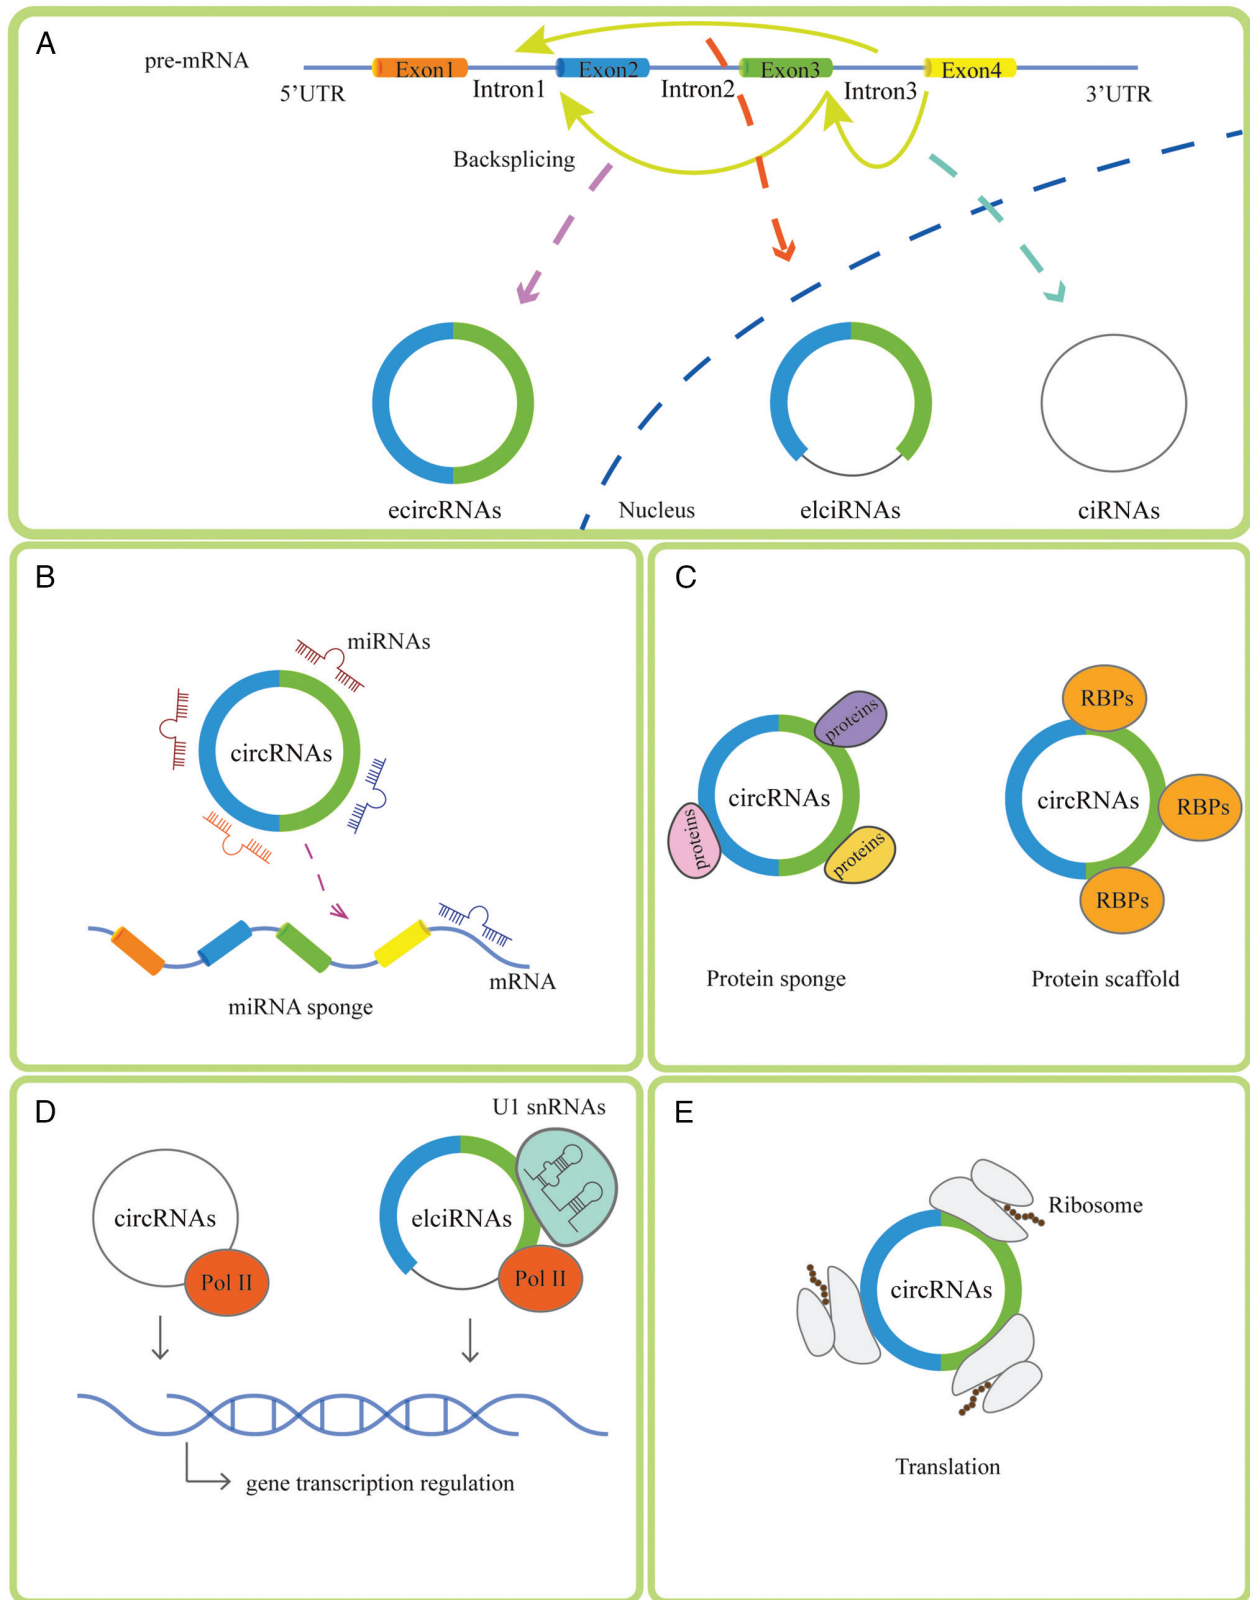 A
pre-mRNA
Exon1
Exon2
Exon3
Exon4
5’UTR
Intron1
Intron2
Intron3
3’UTR
Backsplicing
ecircRNAs
Nucleus
elciRNAs
ciRNAs
B
miRNAs
circRNAs
mRNA
miRNA sponge
C
proteins
circRNAs
proteins
proteins
Protein sponge
RBPs
circRNAs
RBPs
RBPs
Protein scaffold
D
U1 snRNAs
circRNAs
elciRNAs
Pol II
Pol II
gene transcription regulation
E
Ribosome
circRNAs
Translation